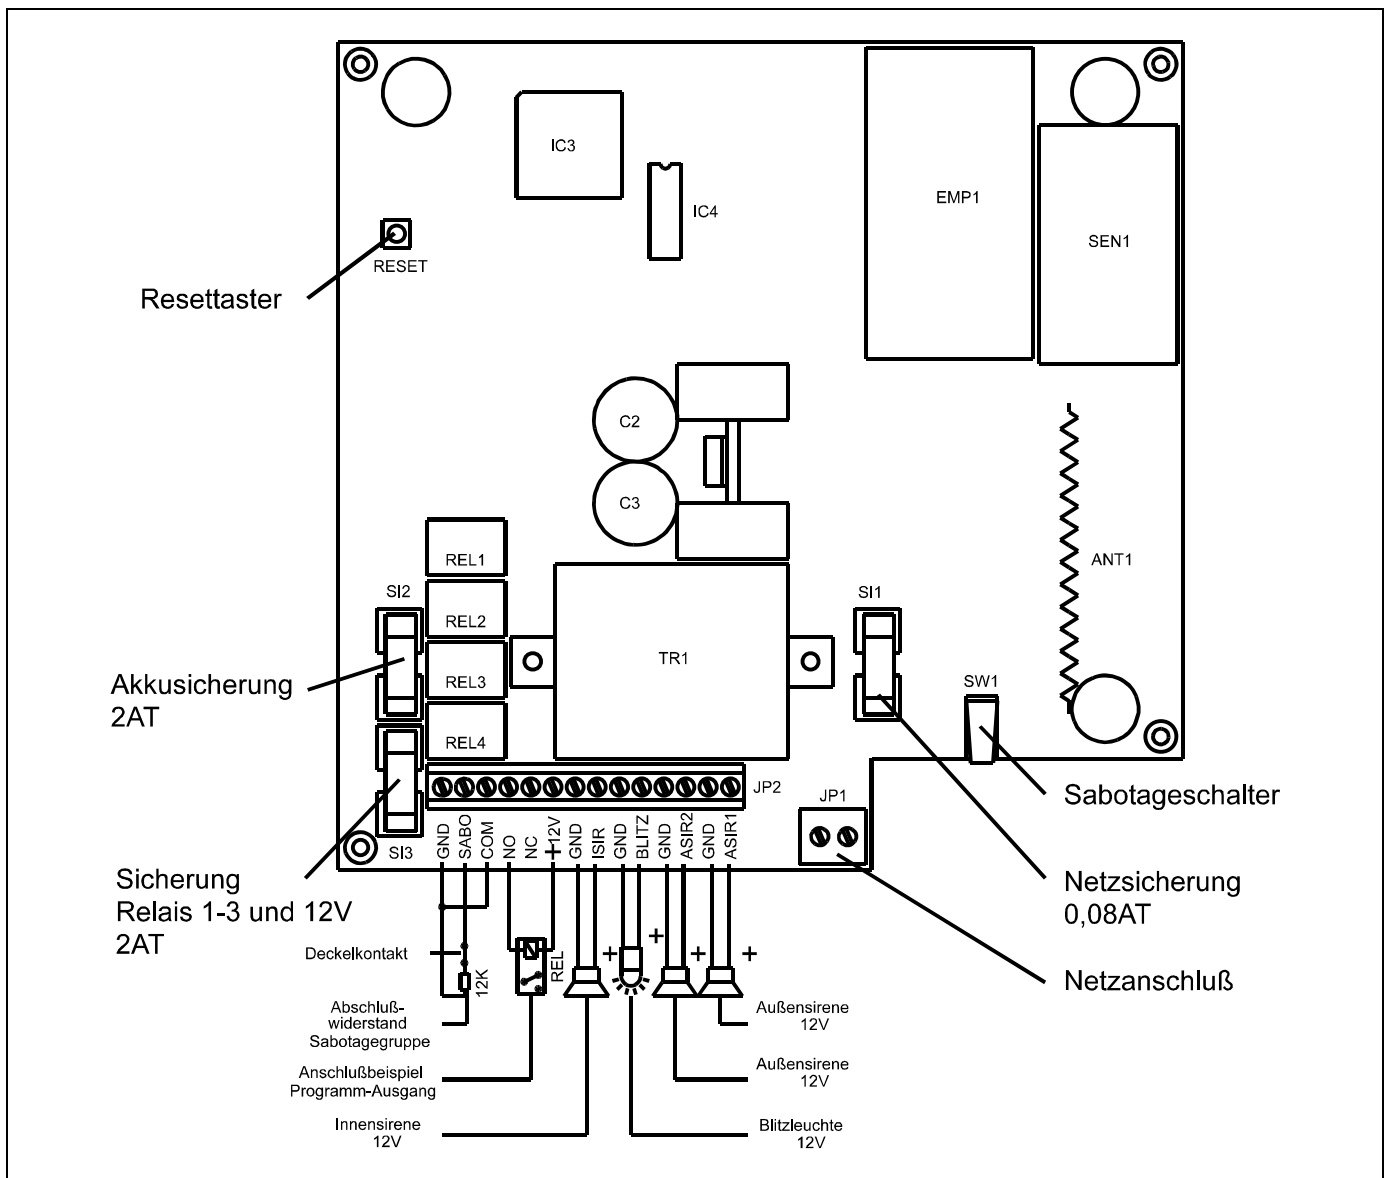 IC3
IC4
EMP1
SEN1
RESET
Resettaster
C2
C3
REL1
REL2
REL3
REL4
SI2
TR1
SI1
ANT1
SW1
Akkusicherung
2AT
JP2
JP1
Sabotageschalter
SI3
GND
SABO
COM
NO
NC
+12V
GND
ISIR
GND
BLITZ
GND
ASIR2
GND
ASIR1
Sicherung
Relais 1-3 und 12V
2AT
Netzsicherung
0,08AT
Netzanschluß
Deckelkontakt
12K
REL
+
+
+
+
Abschluß-
widerstand
Sabotagegruppe
Anschlußbeispiel
Programm-Ausgang
Innensirene
12V
Außensirene
12V
Außensirene
12V
Blitzleuchte
12V